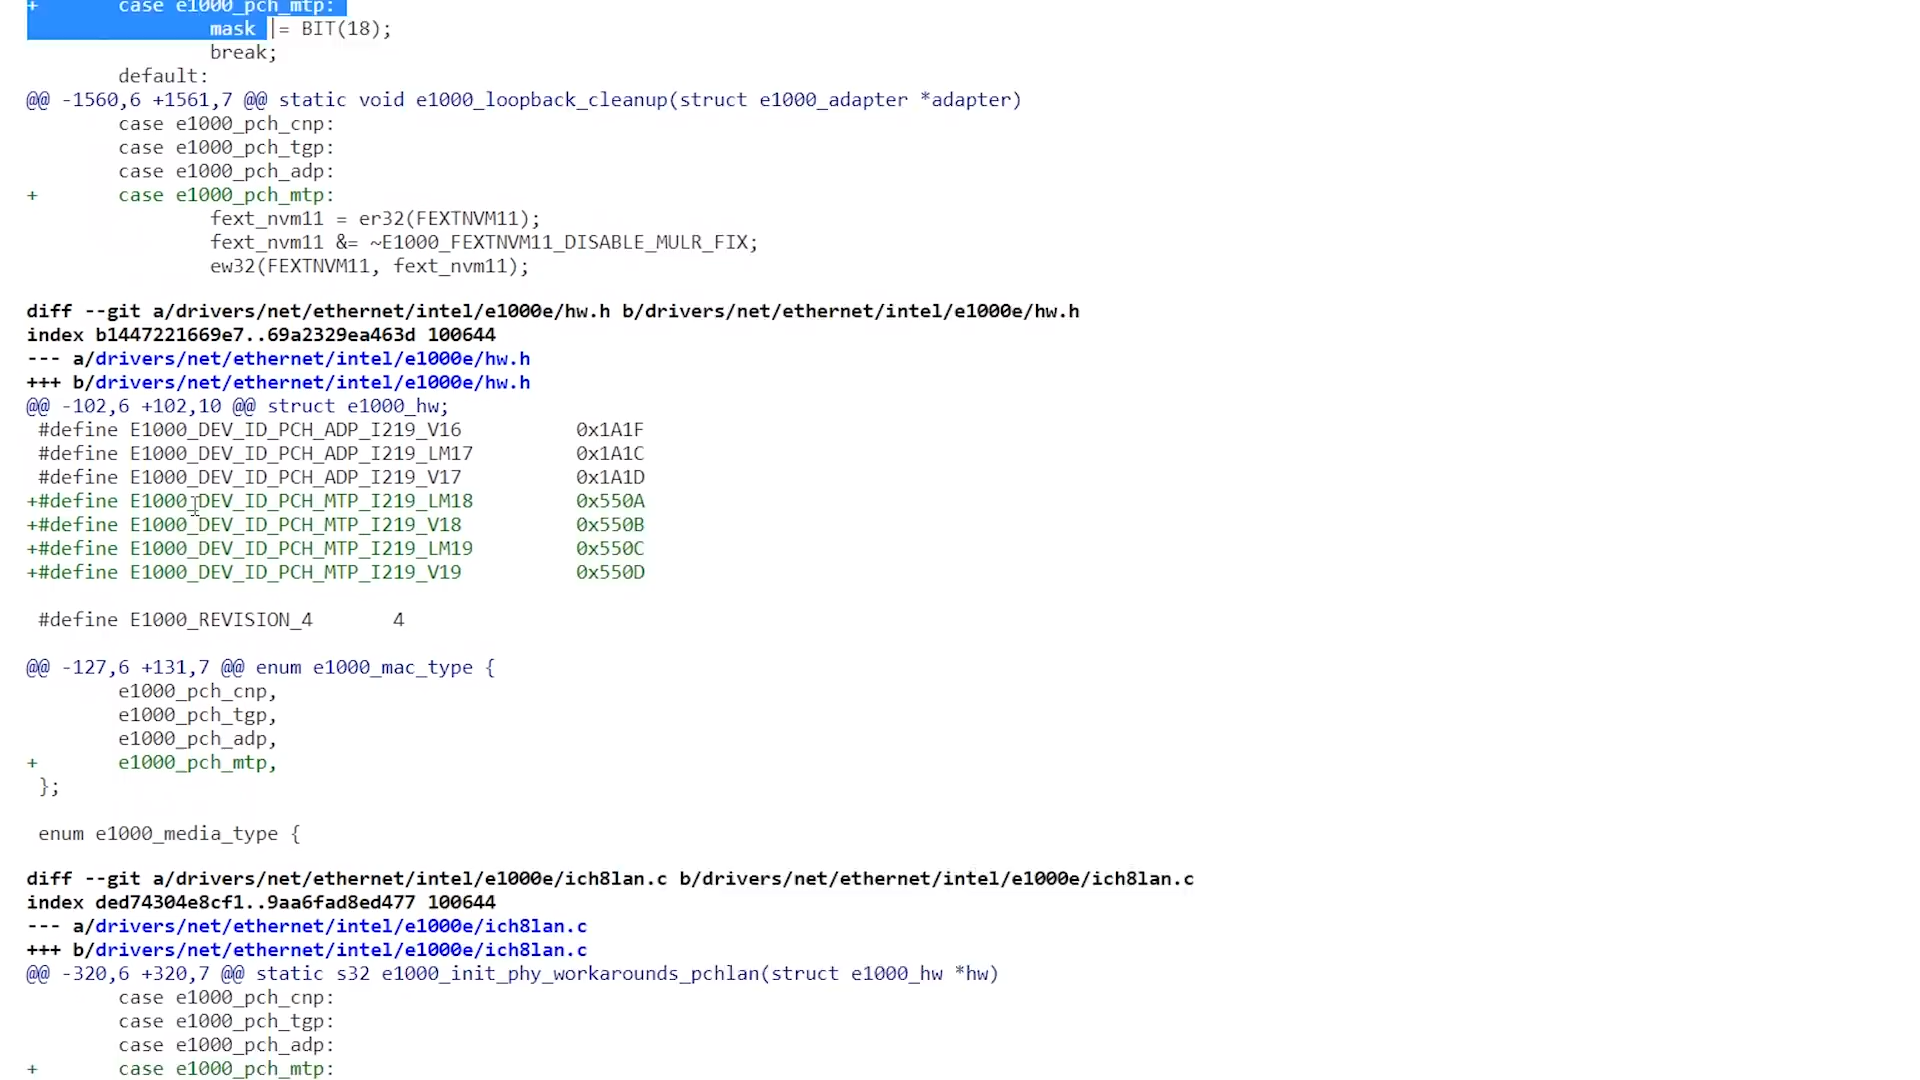 +       case e1000_pch_mtp:
                mask |= BIT(18);
                break;
        default:
@@ -1560,6 +1561,7 @@ static void e1000_loopback_cleanup(struct e1000_adapter *adapter)
        case e1000_pch_cnp:
        case e1000_pch_tgp:
        case e1000_pch_adp:
+       case e1000_pch_mtp:
                fext_nvm11 = er32(FEXTNVM11);
                fext_nvm11 &= ~E1000_FEXTNVM11_DISABLE_MULR_FIX;
                ew32(FEXTNVM11, fext_nvm11);
diff --git a/drivers/net/ethernet/intel/e1000e/hw.h b/drivers/net/ethernet/intel/e1000e/hw.h
index b1447221669e7..69a2329ea463d 100644
--- a/drivers/net/ethernet/intel/e1000e/hw.h
+++ b/drivers/net/ethernet/intel/e1000e/hw.h
@@ -102,6 +102,10 @@ struct e1000_hw;
 #define E1000_DEV_ID_PCH_ADP_I219_V16          0x1A1F
 #define E1000_DEV_ID_PCH_ADP_I219_LM17         0x1A1C
 #define E1000_DEV_ID_PCH_ADP_I219_V17          0x1A1D
+#define E1000_DEV_ID_PCH_MTP_I219_LM18         0x550A
+#define E1000_DEV_ID_PCH_MTP_I219_V18          0x550B
+#define E1000_DEV_ID_PCH_MTP_I219_LM19         0x550C
+#define E1000_DEV_ID_PCH_MTP_I219_V19          0x550D
 #define E1000_REVISION_4       4
@@ -127,6 +131,7 @@ enum e1000_mac_type {
        e1000_pch_cnp,
        e1000_pch_tgp,
        e1000_pch_adp,
+       e1000_pch_mtp,
 };
 enum e1000_media_type {
diff --git a/drivers/net/ethernet/intel/e1000e/ich8lan.c b/drivers/net/ethernet/intel/e1000e/ich8lan.c
index ded74304e8cf1..9aa6fad8ed477 100644
--- a/drivers/net/ethernet/intel/e1000e/ich8lan.c
+++ b/drivers/net/ethernet/intel/e1000e/ich8lan.c
@@ -320,6 +320,7 @@ static s32 e1000_init_phy_workarounds_pchlan(struct e1000_hw *hw)
        case e1000_pch_cnp:
        case e1000_pch_tgp:
        case e1000_pch_adp:
+       case e1000_pch_mtp: